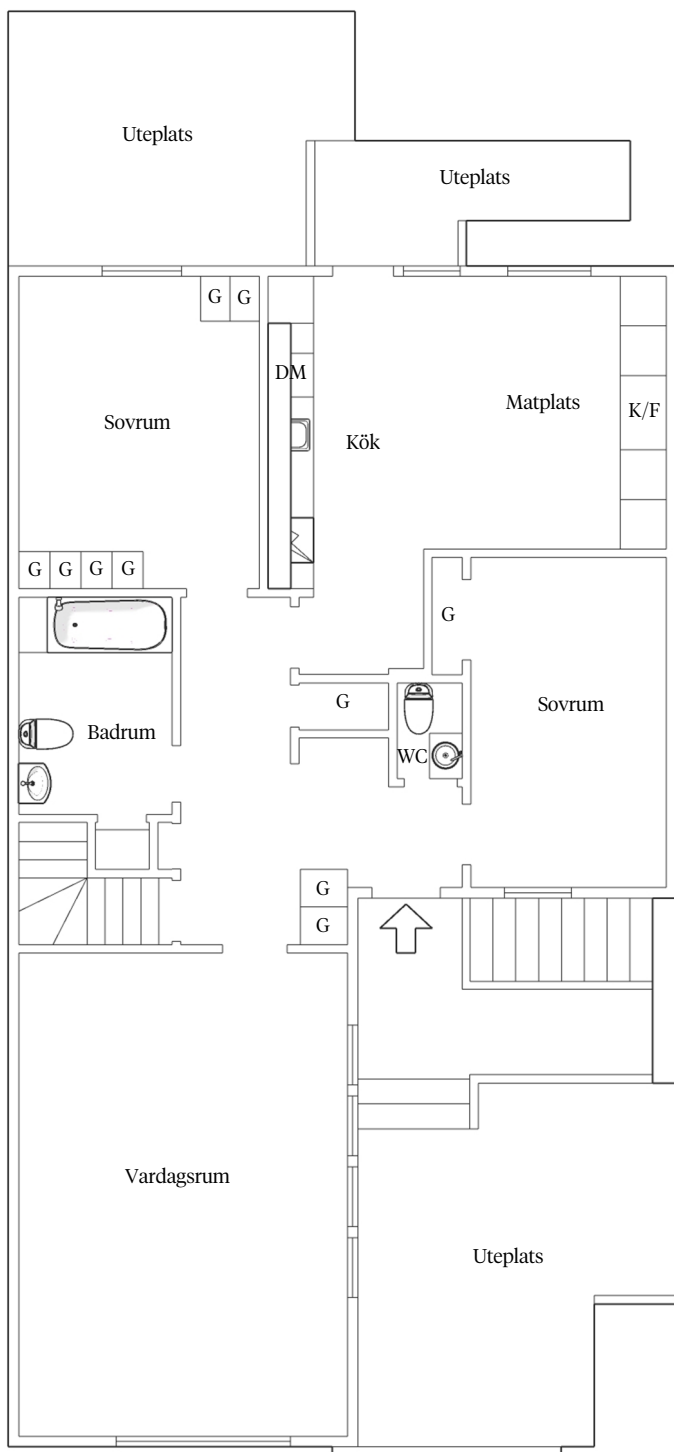 Uteplats
Uteplats
G G
DM
Matplats
K/F
Sovrum
Kök
G G G G
G
G
Sovrum
Badrum
WC
G
G
Vardagsrum
Uteplats